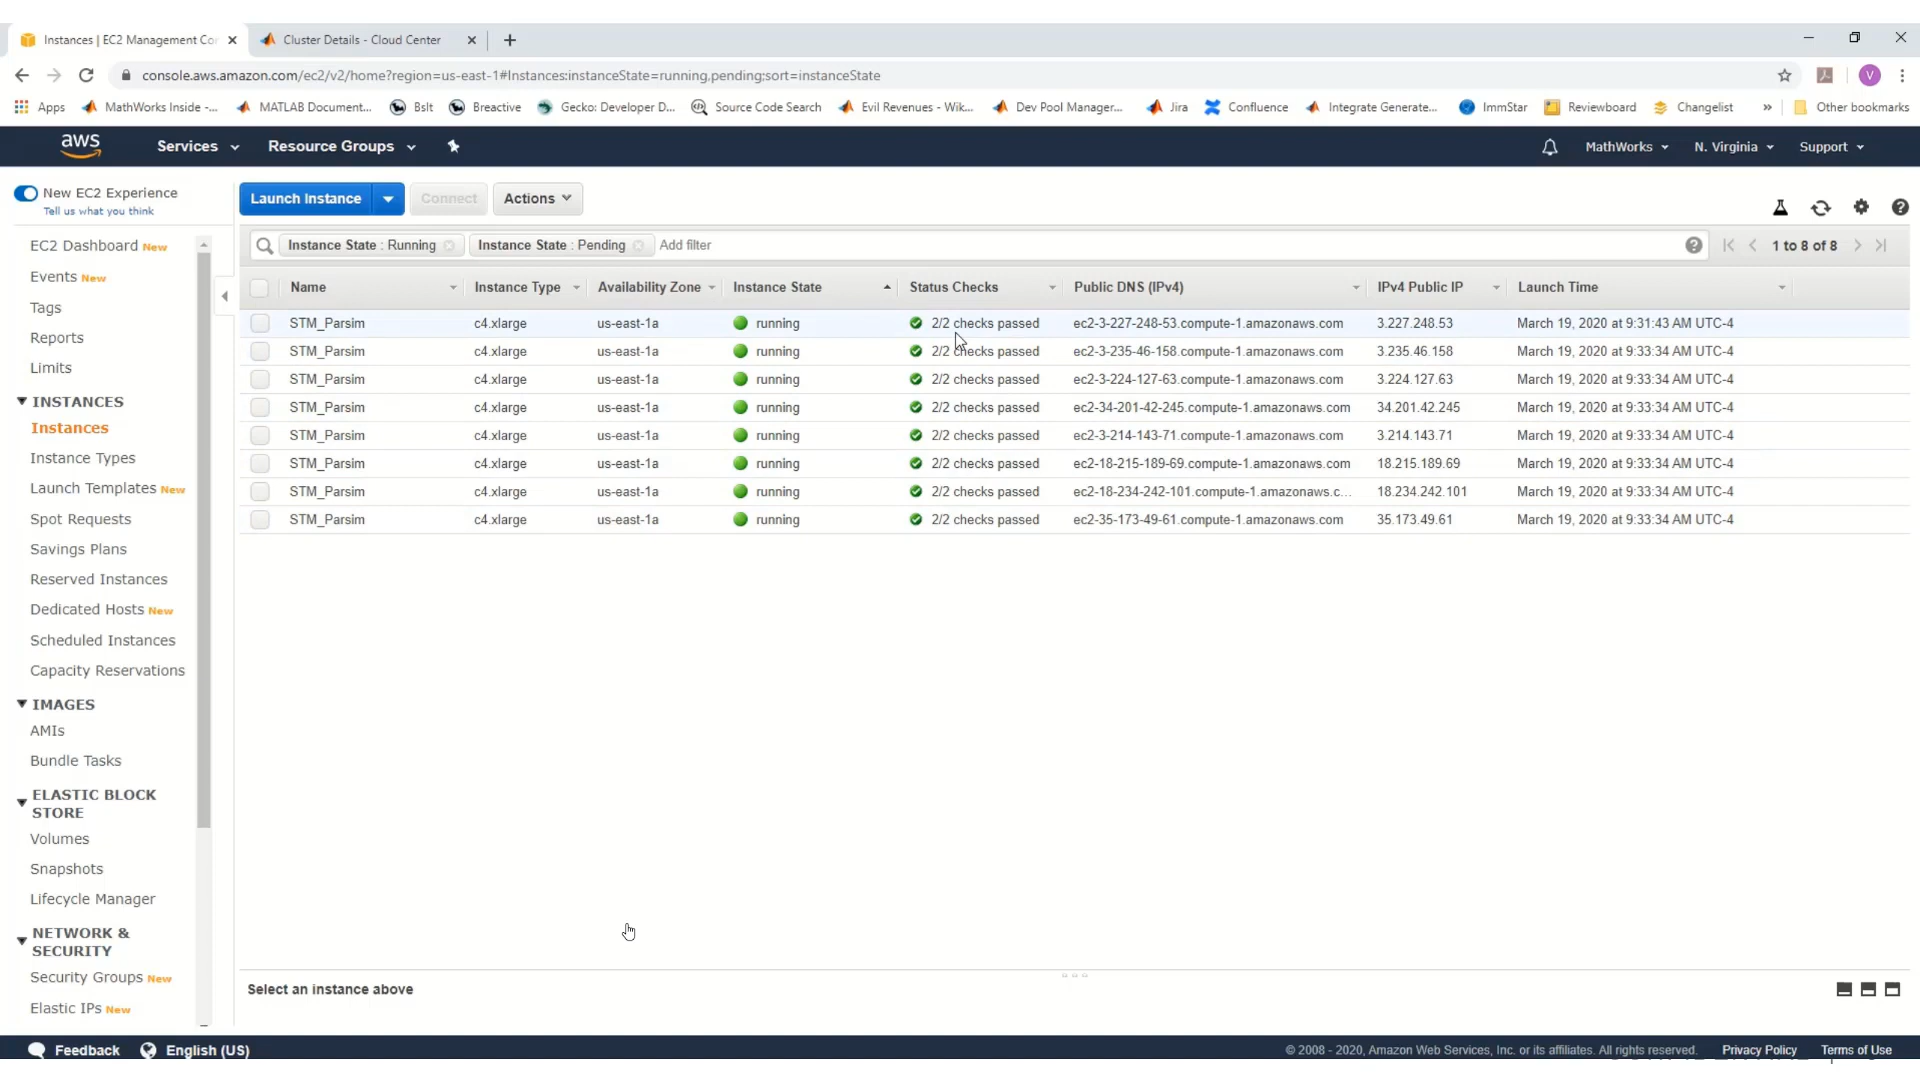 Instances | EC2 Management Co
Cluster Details - Cloud Center
console.aws.amazon.com/ec2/v2/home?region=us-east-1#Instances:instanceState=running,pending;sort=instanceState
V
Apps MathWorks Inside -... MATLAB Document... Bslt Breactive Gecko: Developer D... Source Code Search Evil Revenues - Wik... Dev Pool Manager... Jira Confluence Integrate Generate... ImmStar Reviewboard Changelist » Other bookmarks
aws Services Resource Groups MathWorks N. Virginia Support
New EC2 Experience
Tell us what you think
EC2 Dashboard New
Events New
Tags
Reports
Limits
INSTANCES
Instances
Instance Types
Launch Templates New
Spot Requests
Savings Plans
Reserved Instances
Dedicated Hosts New
Scheduled Instances
Capacity Reservations
IMAGES
AMIs
Bundle Tasks
ELASTIC BLOCK
STORE
Volumes
Snapshots
Lifecycle Manager
NETWORK &
SECURITY
Security Groups New
Elastic IPs New
Launch Instance Connect Actions
Instance State : Running Instance State : Pending Add filter 1 to 8 of 8
Name Instance Type Availability Zone Instance State Status Checks Public DNS (IPv4) IPv4 Public IP Launch Time
STM_Parsim c4.xlarge us-east-1a running 2/2 checks passed ec2-3-227-248-53.compute-1.amazonaws.com 3.227.248.53 March 19, 2020 at 9:31:43 AM UTC-4
STM_Parsim c4.xlarge us-east-1a running 2/2 checks passed ec2-3-235-46-158.compute-1.amazonaws.com 3.235.46.158 March 19, 2020 at 9:33:34 AM UTC-4
STM_Parsim c4.xlarge us-east-1a running 2/2 checks passed ec2-3-224-127-63.compute-1.amazonaws.com 3.224.127.63 March 19, 2020 at 9:33:34 AM UTC-4
STM_Parsim c4.xlarge us-east-1a running 2/2 checks passed ec2-34-201-42-245.compute-1.amazonaws.com 34.201.42.245 March 19, 2020 at 9:33:34 AM UTC-4
STM_Parsim c4.xlarge us-east-1a running 2/2 checks passed ec2-3-214-143-71.compute-1.amazonaws.com 3.214.143.71 March 19, 2020 at 9:33:34 AM UTC-4
STM_Parsim c4.xlarge us-east-1a running 2/2 checks passed ec2-18-215-189-69.compute-1.amazonaws.com 18.215.189.69 March 19, 2020 at 9:33:34 AM UTC-4
STM_Parsim c4.xlarge us-east-1a running 2/2 checks passed ec2-18-234-242-101.compute-1.amazonaws.c... 18.234.242.101 March 19, 2020 at 9:33:34 AM UTC-4
STM_Parsim c4.xlarge us-east-1a running 2/2 checks passed ec2-35-173-49-61.compute-1.amazonaws.com 35.173.49.61 March 19, 2020 at 9:33:34 AM UTC-4
Select an instance above
Feedback English (US) © 2008 - 2020, Amazon Web Services, Inc. or its affiliates. All rights reserved. Privacy Policy Terms of Use